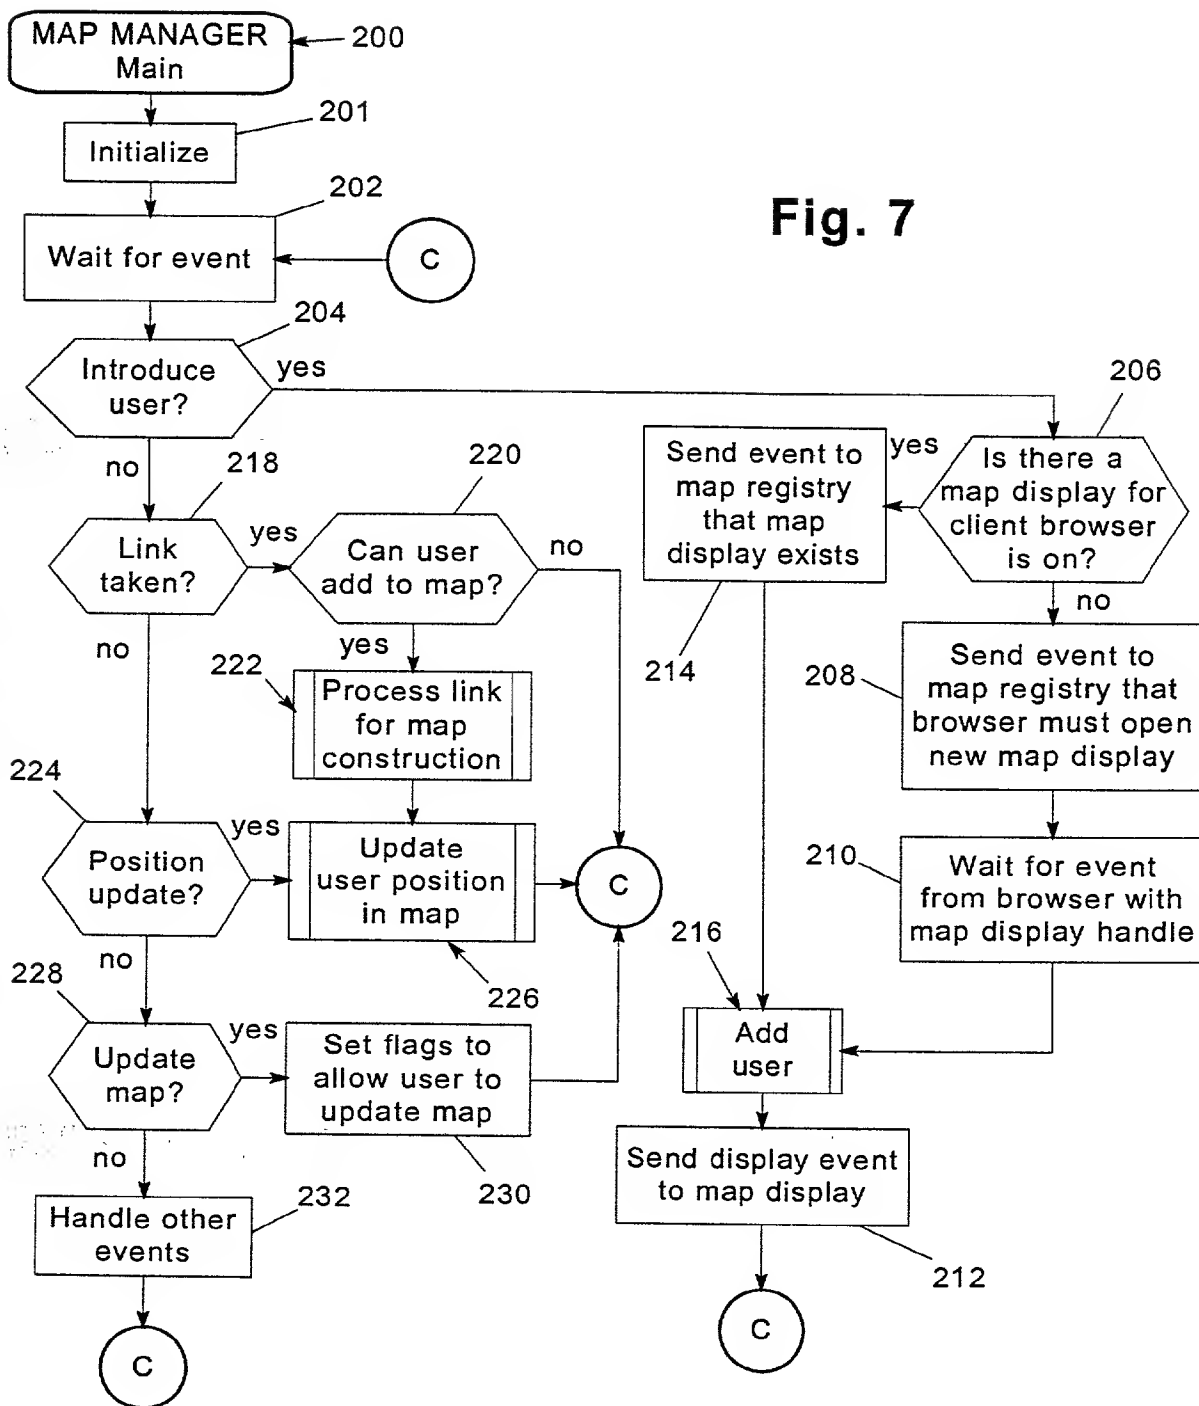 MAP MANAGER
Main
200
201
Initialize
202
Wait for event
C
Fig. 7
204
Introduce
user?
yes
no
206
Is there a
map display for
client browser
is on?
yes
no
Send event to
map registry
that map
display exists
214
218
Link
taken?
yes
no
220
Can user
add to map?
no
yes
222
Process link
for map
construction
208
Send event to
map registry that
browser must open
new map display
224
Position
update?
yes
no
Update
user position
in map
226
C
210
Wait for event
from browser with
map display handle
216
Add
user
228
Update
map?
yes
no
Set flags to
allow user to
update map
230
Send display event
to map display
212
C
232
Handle other
events
C